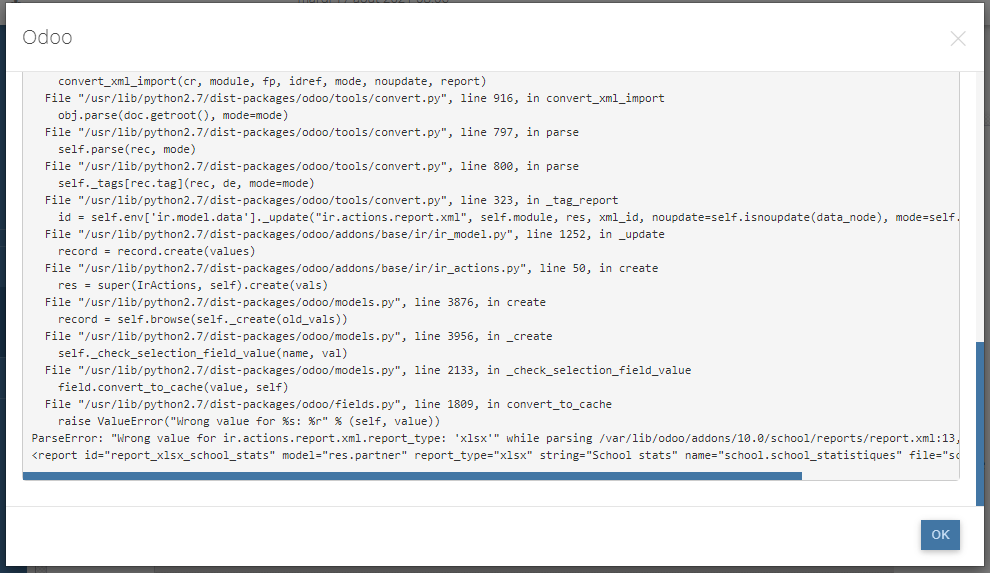 Odoo
convert_xml_import(cr, module, fp, idref, mode, noupdate, report)
File "/usr/lib/python2.7/dist-packages/odoo/tools/convert.py", line 916, in convert_xml_import
obj.parse(doc.getroot(), mode=mode)
File "/usr/lib/python2.7/dist-packages/odoo/tools/convert.py", line 797, in parse
self.parse(rec, mode)
File "/usr/lib/python2.7/dist-packages/odoo/tools/convert.py", line 800, in parse
self._tags[rec.tag](rec, de, mode=mode)
File "/usr/lib/python2.7/dist-packages/odoo/tools/convert.py", line 323, in _tag_report
id = self.env['ir.model.data']._update("ir.actions.report.xml", self.module, res, xml_id, noupdate=self.isnoupdate(data_node), mode=self.
File "/usr/lib/python2.7/dist-packages/odoo/addons/base/ir/ir_model.py", line 1252, in _update
record = record.create(values)
File "/usr/lib/python2.7/dist-packages/odoo/addons/base/ir/ir_actions.py", line 50, in create
res = super(IrActions, self).create(vals)
File "/usr/lib/python2.7/dist-packages/odoo/models.py", line 3876, in create
record = self.browse(self._create(old_vals))
File "/usr/lib/python2.7/dist-packages/odoo/models.py", line 3956, in _create
self._check_selection_field_value(name, val)
File "/usr/lib/python2.7/dist-packages/odoo/models.py", line 2133, in _check_selection_field_value
field.convert_to_cache(value, self)
File "/usr/lib/python2.7/dist-packages/odoo/fields.py", line 1809, in convert_to_cache
raise ValueError("Wrong value for %s: %r" % (self, value))
ParseError: "Wrong value for ir.actions.report.xml.report_type: 'xlsx'" while parsing /var/lib/odoo/addons/10.0/school/reports/report.xml:13,
<report id="report_xlsx_school_stats" model="res.partner" report_type="xlsx" string="School stats" name="school.school_statistiques" file="sc
OK